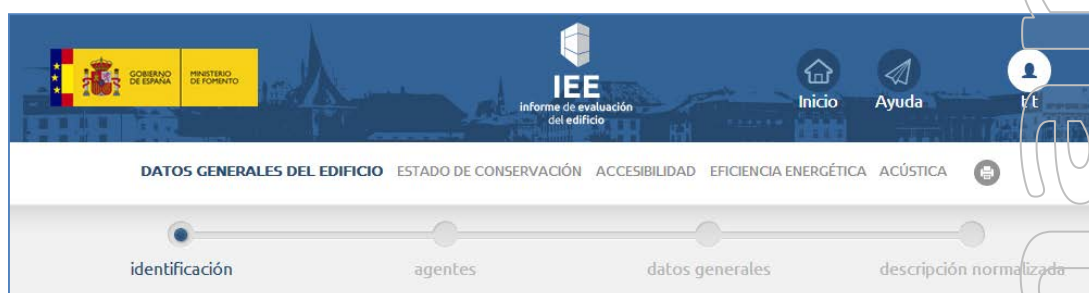 GOBIERNO
DE ESPAÑA
MINISTERIO
DE FOMENTO
IEE
informe de evaluación
del edificio
Inicio
Ayuda
DATOS GENERALES DEL EDIFICIO ESTADO DE CONSERVACIÓN ACCESIBILIDAD EFICIENCIA ENERGÉTICA ACÚSTICA
identificación agentes datos generales descripción normalizada